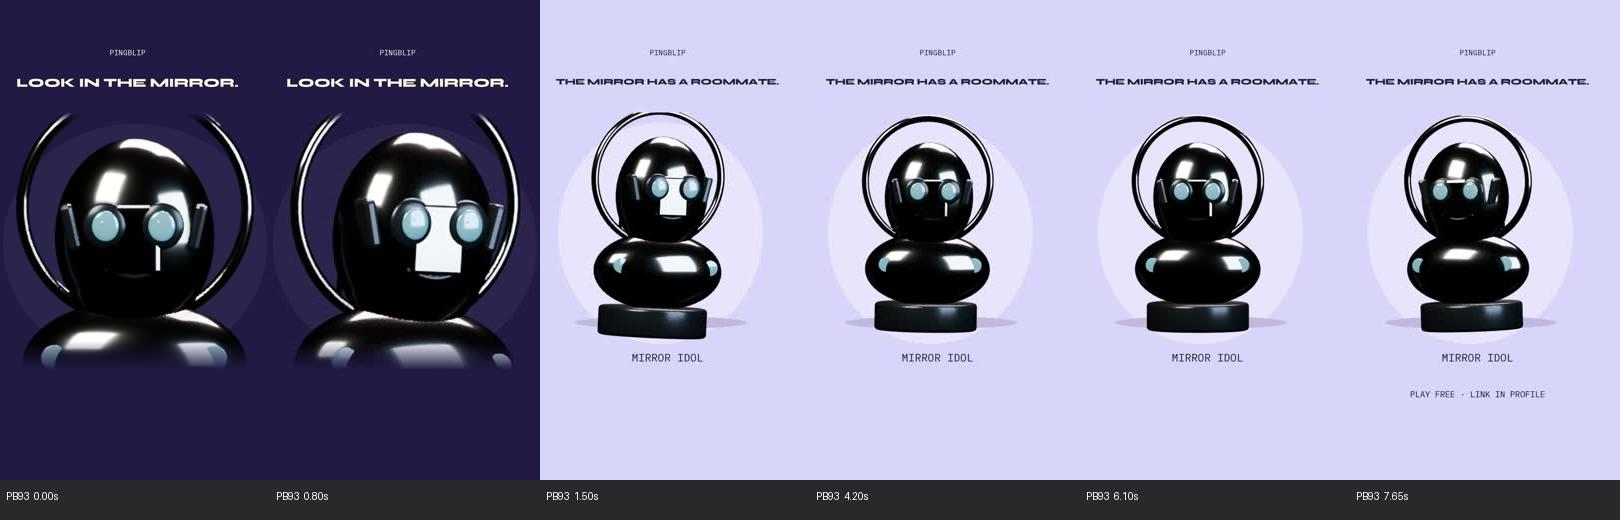 PINGBLIP
LOOK IN THE MIRROR.
PB93 0.00s
PINGBLIP
LOOK IN THE MIRROR.
PB93 0.80s
PINGBLIP
THE MIRROR HAS A ROOMMATE.
MIRROR IDOL
PB93 1.50s
PINGBLIP
THE MIRROR HAS A ROOMMATE.
MIRROR IDOL
PB93 4.20s
PINGBLIP
THE MIRROR HAS A ROOMMATE.
MIRROR IDOL
PB93 6.10s
PINGBLIP
THE MIRROR HAS A ROOMMATE.
MIRROR IDOL
PLAY FREE · LINK IN PROFILE
PB93 7.65s